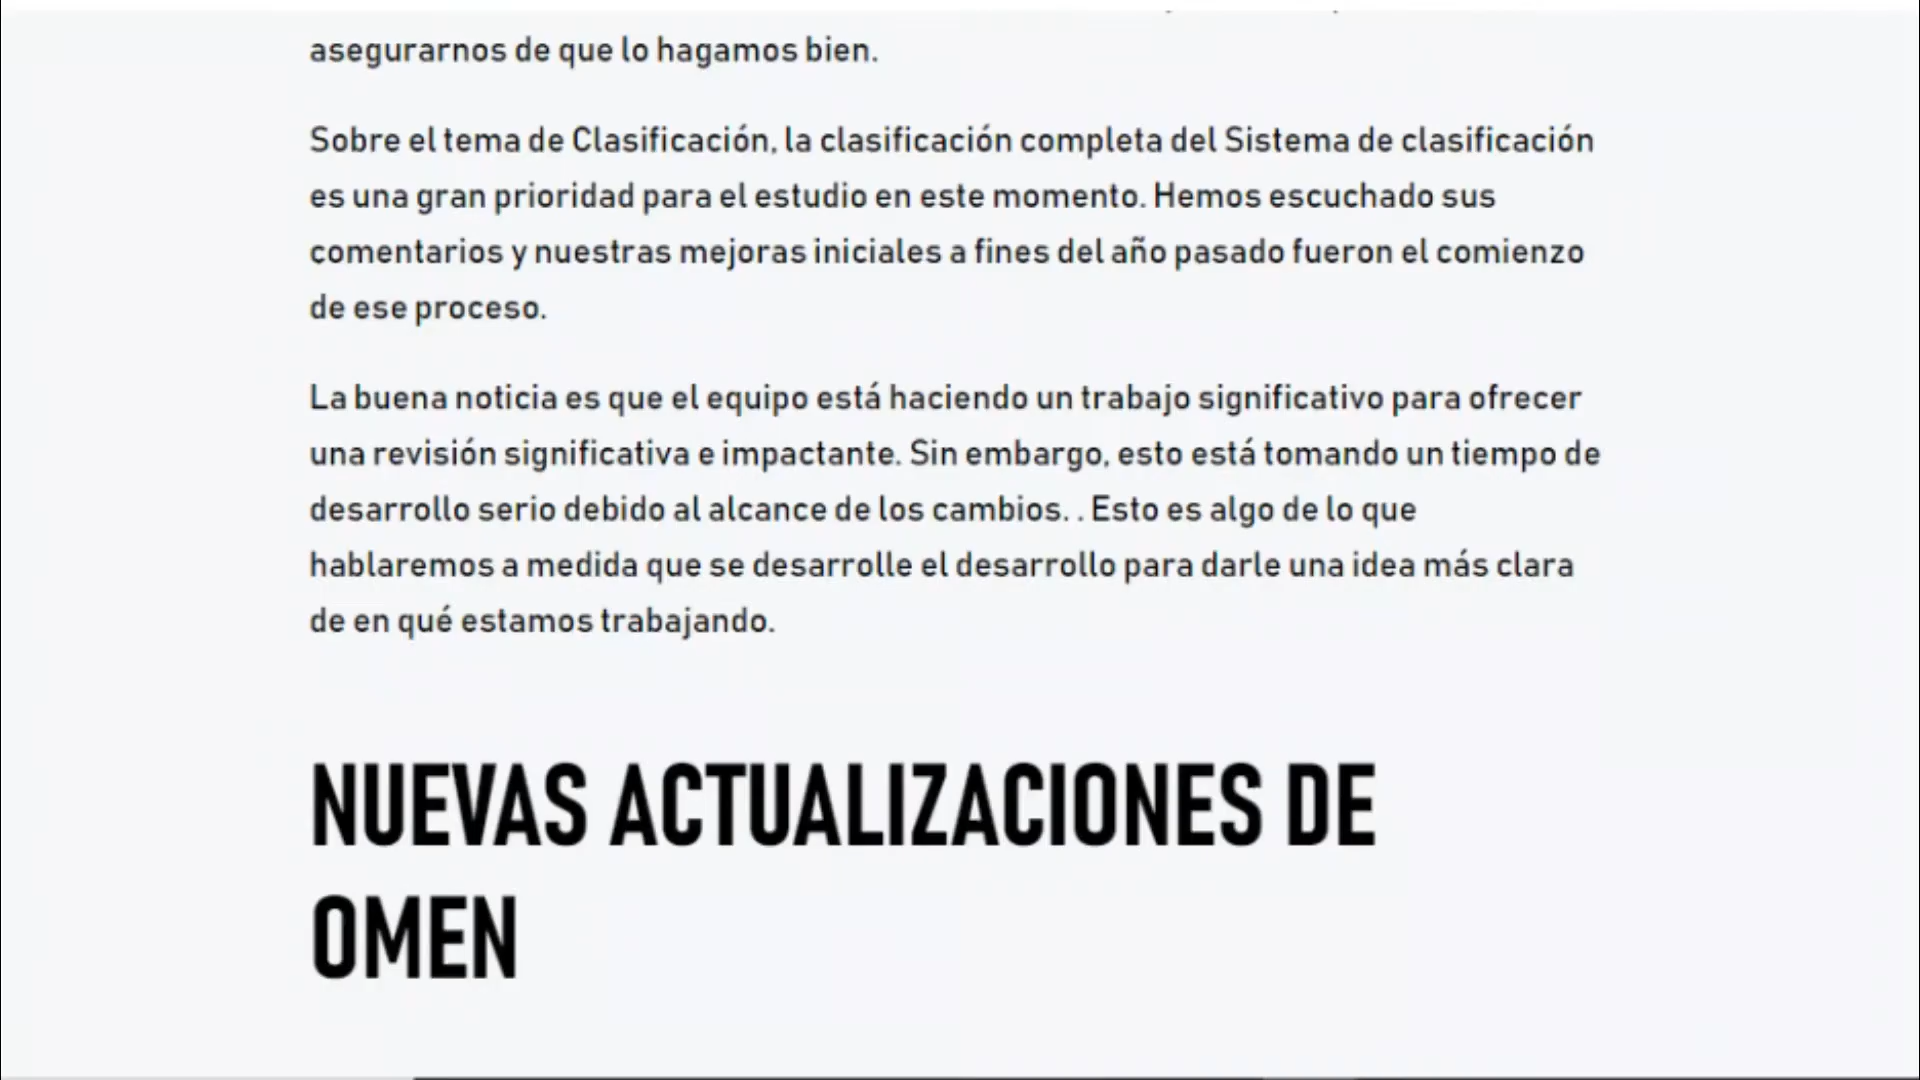 asegurarnos de que lo hagamos bien.
Sobre el tema de Clasificación, la clasificación completa del Sistema de clasificación
es una gran prioridad para el estudio en este momento. Hemos escuchado sus
comentarios y nuestras mejoras iniciales a fines del año pasado fueron el comienzo
de ese proceso.
La buena noticia es que el equipo está haciendo un trabajo significativo para ofrecer
una revisión significativa e impactante. Sin embargo, esto está tomando un tiempo de
desarrollo serio debido al alcance de los cambios. . Esto es algo de lo que
hablaremos a medida que se desarrolle el desarrollo para darle una idea más clara
de en qué estamos trabajando.
NUEVAS ACTUALIZACIONES DE
OMEN